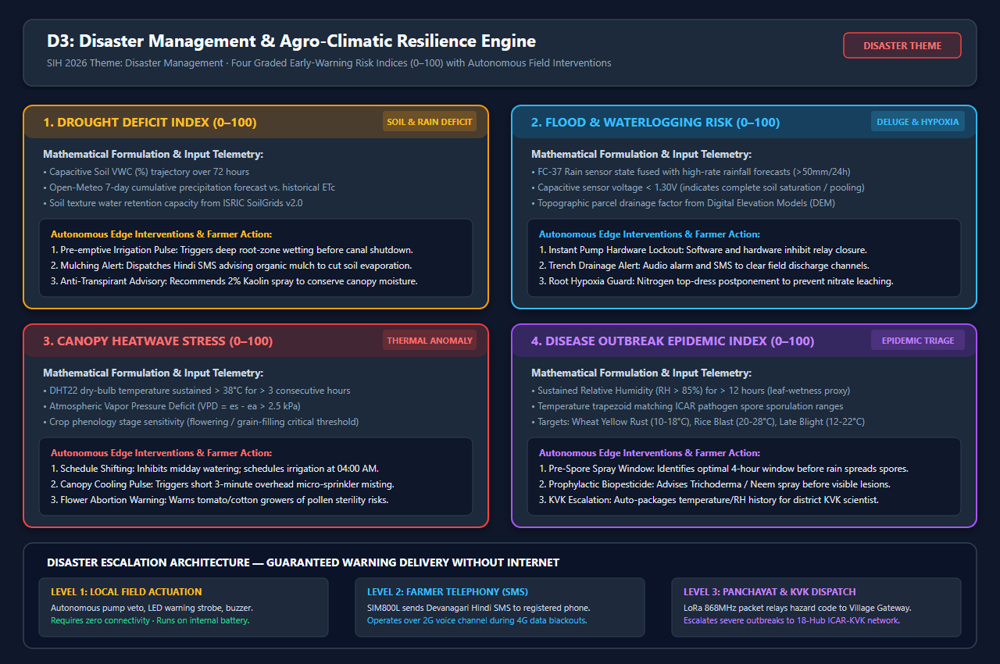 D3: Disaster Management & Agro-Climatic Resilience Engine
SIH 2026 Theme: Disaster Management · Four Graded Early-Warning Risk Indices (0–100) with Autonomous Field Interventions
DISASTER THEME
1. DROUGHT DEFICIT INDEX (0–100)
SOIL & RAIN DEFICIT
Mathematical Formulation & Input Telemetry:
• Capacitive Soil VWC (%) trajectory over 72 hours
• Open-Meteo 7-day cumulative precipitation forecast vs. historical ETc
• Soil texture water retention capacity from ISRIC SoilGrids v2.0
Autonomous Edge Interventions & Farmer Action:
1. Pre-emptive Irrigation Pulse: Triggers deep root-zone wetting before canal shutdown.
2. Mulching Alert: Dispatches Hindi SMS advising organic mulch to cut soil evaporation.
3. Anti-Transpirant Advisory: Recommends 2% Kaolin spray to conserve canopy moisture.
2. FLOOD & WATERLOGGING RISK (0–100)
DELUGE & HYPOXIA
Mathematical Formulation & Input Telemetry:
• FC-37 Rain sensor state fused with high-rate rainfall forecasts (>50mm/24h)
• Capacitive sensor voltage < 1.30V (indicates complete soil saturation / pooling)
• Topographic parcel drainage factor from Digital Elevation Models (DEM)
Autonomous Edge Interventions & Farmer Action:
1. Instant Pump Hardware Lockout: Software and hardware inhibit relay closure.
2. Trench Drainage Alert: Audio alarm and SMS to clear field discharge channels.
3. Root Hypoxia Guard: Nitrogen top-dress postponement to prevent nitrate leaching.
3. CANOPY HEATWAVE STRESS (0–100)
THERMAL ANOMALY
Mathematical Formulation & Input Telemetry:
• DHT22 dry-bulb temperature sustained > 38°C for > 3 consecutive hours
• Atmospheric Vapor Pressure Deficit (VPD = es - ea > 2.5 kPa)
• Crop phenology stage sensitivity (flowering / grain-filling critical threshold)
Autonomous Edge Interventions & Farmer Action:
1. Schedule Shifting: Inhibits midday watering; schedules irrigation at 04:00 AM.
2. Canopy Cooling Pulse: Triggers short 3-minute overhead micro-sprinkler misting.
3. Flower Abortion Warning: Warns tomato/cotton growers of pollen sterility risks.
4. DISEASE OUTBREAK EPIDEMIC INDEX (0–100)
EPIDEMIC TRIAGE
Mathematical Formulation & Input Telemetry:
• Sustained Relative Humidity (RH > 85%) for > 12 hours (leaf-wetness proxy)
• Temperature trapezoid matching ICAR pathogen spore sporulation ranges
• Targets: Wheat Yellow Rust (10-18°C), Rice Blast (20-28°C), Late Blight (12-22°C)
Autonomous Edge Interventions & Farmer Action:
1. Pre-Spore Spray Window: Identifies optimal 4-hour window before rain spreads spores.
2. Prophylactic Biopesticide: Advises Trichoderma / Neem spray before visible lesions.
3. KVK Escalation: Auto-packages temperature/RH history for district KVK scientist.
DISASTER ESCALATION ARCHITECTURE — GUARANTEED WARNING DELIVERY WITHOUT INTERNET
LEVEL 1: LOCAL FIELD ACTUATION
Autonomous pump veto, LED warning strobe, buzzer.
Requires zero connectivity · Runs on internal battery.
LEVEL 2: FARMER TELEPHONY (SMS)
SIM800L sends Devanagari Hindi SMS to registered phone.
Operates over 2G voice channel during 4G data blackouts.
LEVEL 3: PANCHAYAT & KVK DISPATCH
LoRa 868MHz packet relays hazard code to Village Gateway.
Escalates severe outbreaks to 18-Hub ICAR-KVK network.